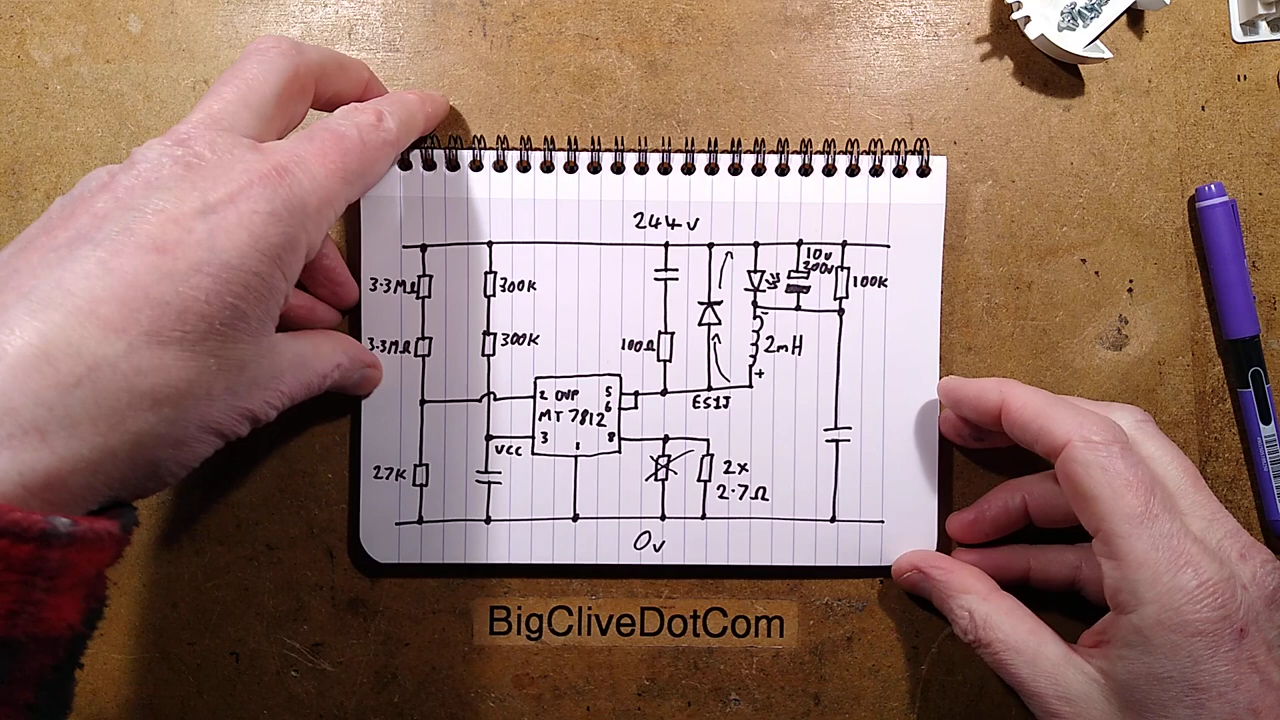 244v
3.3MΩ
300K
10u
200v
100K
3.3MΩ
300K
100Ω
2mH
-
+
2 OVP 5
MT 7812 6
3 1 8
ES1J
VCC
27K
2x
2.7Ω
0v
BigCliveDotCom